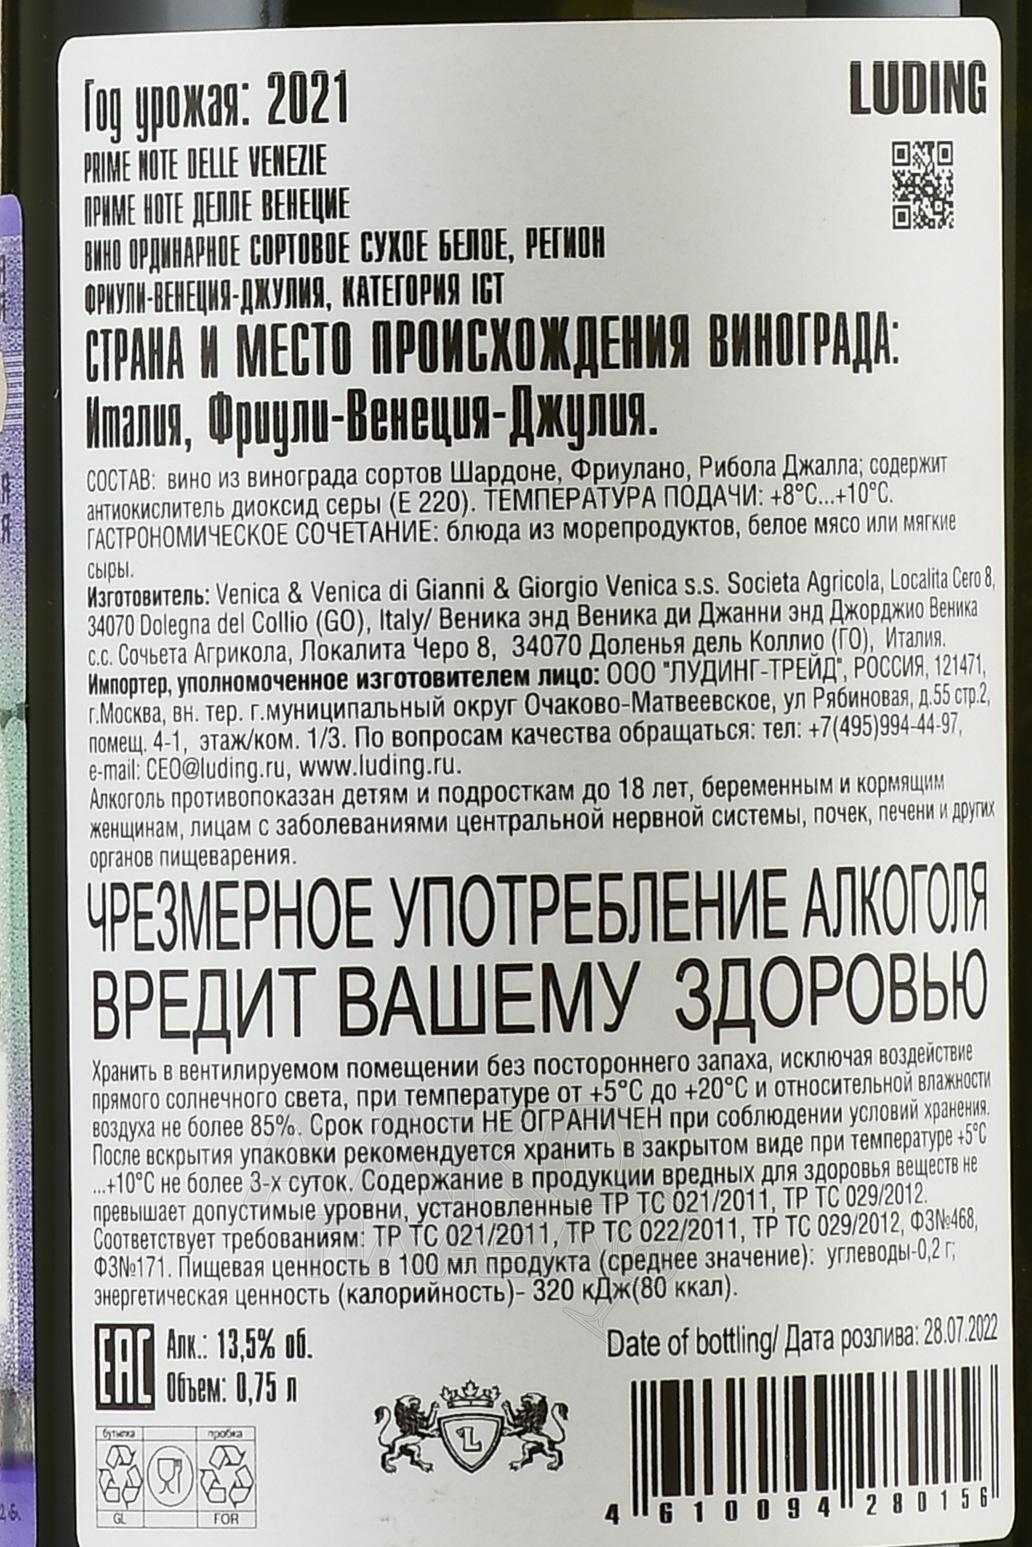 Год урожая: 2021
LUDING
PRIME NOTE DELLE VENEZIE
ПРИМЕ НОТЕ ДЕЛЛЕ ВЕНЕЦИЕ
ВИНО ОРДИНАРНОЕ СОРТОВОЕ СУХОЕ БЕЛОЕ, РЕГИОН
ФРИУЛИ-ВЕНЕЦИЯ-ДЖУЛИЯ, КАТЕГОРИЯ IGT
СТРАНА И МЕСТО ПРОИСХОЖДЕНИЯ ВИНОГРАДА:
Италия, Фриули-Венеция-Джулия.
СОСТАВ: вино из винограда сортов Шардоне, Фриулано, Рибола Джалла; содержит
антиокислитель диоксид серы (Е 220). ТЕМПЕРАТУРА ПОДАЧИ: +8°С...+10°С.
ГАСТРОНОМИЧЕСКОЕ СОЧЕТАНИЕ: блюда из морепродуктов, белое мясо или мягкие
сыры.
Изготовитель: Venica & Venica di Gianni & Giorgio Venica s.s. Societa Agricola, Localita Cero 8,
34070 Dolegna del Collio (GO), Italy/ Веника энд Веника ди Джанни энд Джорджио Веника
с.с. Сочьета Агрикола, Локалита Черо 8, 34070 Доленья дель Коллио (ГО), Италия.
Импортер, уполномоченное изготовителем лицо: ООО "ЛУДИНГ-ТРЕЙД", РОССИЯ, 121471,
г.Москва, вн. тер. г.муниципальный округ Очаково-Матвеевское, ул Рябиновая, д.55 стр.2,
помещ. 4-1, этаж/ком. 1/3. По вопросам качества обращаться: тел: +7(495)994-44-97,
e-mail: CEO@luding.ru, www.luding.ru.
Алкоголь противопоказан детям и подросткам до 18 лет, беременным и кормящим
женщинам, лицам с заболеваниями центральной нервной системы, почек, печени и других
органов пищеварения.
ЧРЕЗМЕРНОЕ УПОТРЕБЛЕНИЕ АЛКОГОЛЯ
ВРЕДИТ ВАШЕМУ ЗДОРОВЬЮ
Хранить в вентилируемом помещении без постороннего запаха, исключая воздействие
прямого солнечного света, при температуре от +5°С до +20°С и относительной влажности
воздуха не более 85%. Срок годности НЕ ОГРАНИЧЕН при соблюдении условий хранения.
После вскрытия упаковки рекомендуется хранить в закрытом виде при температуре +5°С
...+10°С не более 3-х суток. Содержание в продукции вредных для здоровья веществ не
превышает допустимые уровни, установленные ТР ТС 021/2011, ТР ТС 029/2012.
Соответствует требованиям: ТР ТС 021/2011, ТР ТС 022/2011, ТР ТС 029/2012, ФЗ№468,
ФЗ№171. Пищевая ценность в 100 мл продукта (среднее значение): углеводы-0,2 г;
энергетическая ценность (калорийность)- 320 кДж(80 ккал).
EAC
Алк.: 13,5% об.
Объем: 0,75 л
Date of bottling/ Дата розлива: 28.07.2022
бутылка
пробка
GL
FOR
L
4 610094 280156